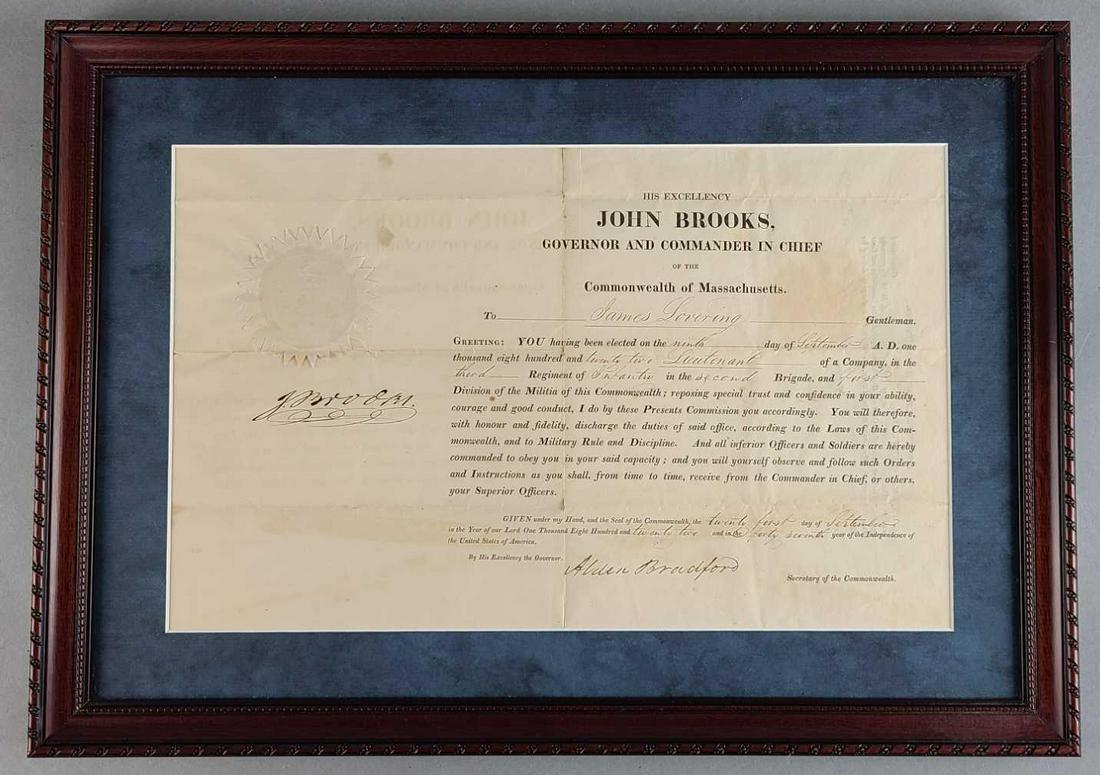 HIS EXCELLENCY
JOHN BROOKS,
GOVERNOR AND COMMANDER IN CHIEF
OF THE
Commonwealth of Massachusetts.
To James Lovering Gentleman.
GREETING: YOU having been elected on the ninth day of September A. D. one
thousand eight hundred and twenty two Lieutenant of a Company, in the
third Regiment of Infantry in the second Brigade, and first
Division of the Militia of this Commonwealth; reposing special trust and confidence in your ability,
courage and good conduct, I do by these Presents Commission you accordingly. You will therefore,
with honour and fidelity, discharge the duties of said office, according to the Laws of this Com-
monwealth, and to Military Rule and Discipline. And all inferior Officers and Soldiers are hereby
commanded to obey you in your said capacity; and you will yourself observe and follow such Orders
and Instructions as you shall, from time to time, receive from the Commander in Chief, or others,
your Superior Officers.
J. Brooks.
GIVEN under my Hand, and the Seal of the Commonwealth, the twenty first day of September
in the Year of our Lord One Thousand Eight Hundred and twenty two and in the forty seventh year of the Independence of
the United States of America.
By His Excellency the Governor.
Alden Bradford
Secretary of the Commonwealth.